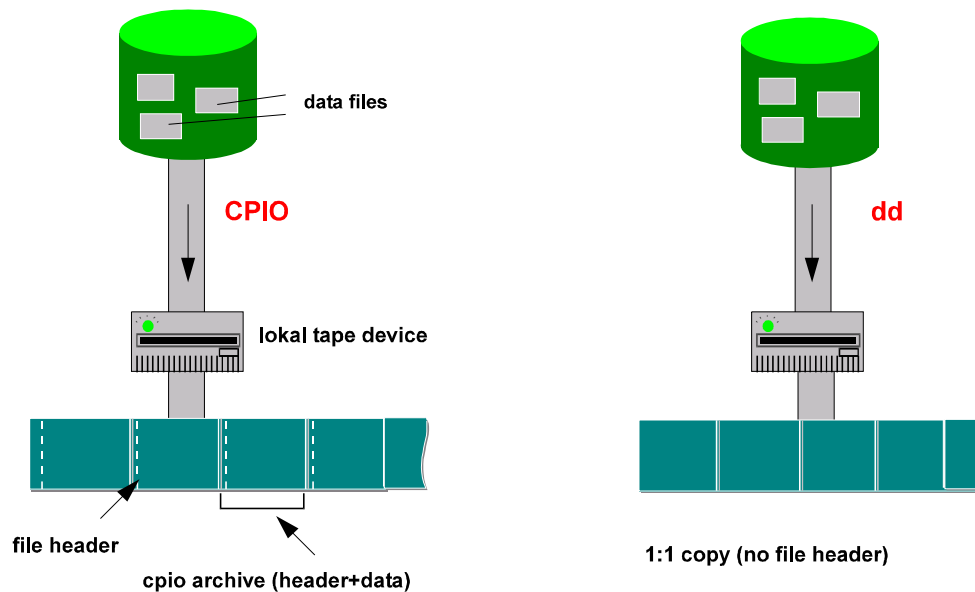 data files
CPIO
dd
lokal tape device
file header
cpio archive (header+data)
1:1 copy (no file header)